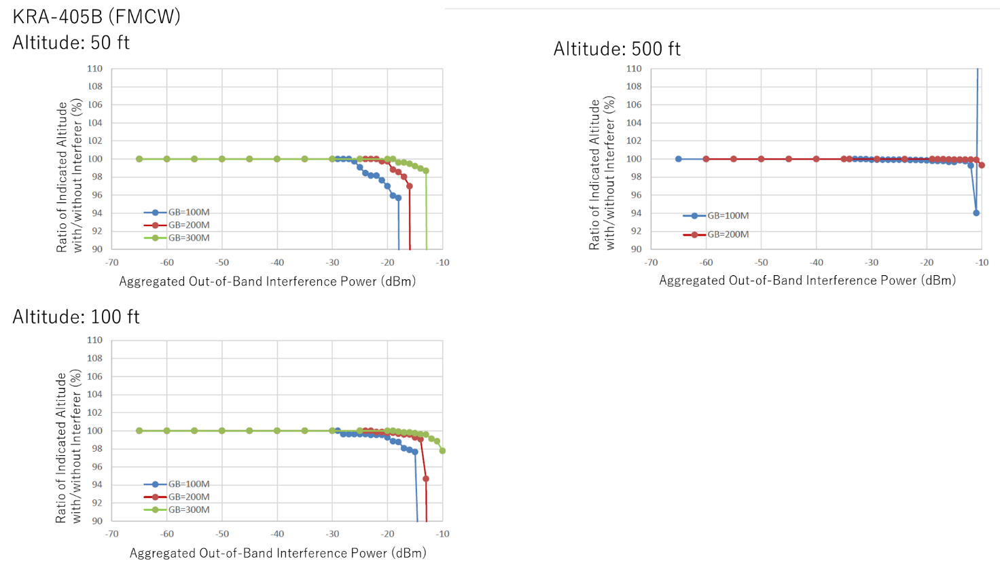 KRA-405B (FMCW)
Altitude: 50 ft
110
108
106
104
102
100
98
96
94
92
90
Ratio of Indicated Altitude
with/without Interferer (%)
GB=100M
GB=200M
GB=300M
-70 -60 -50 -40 -30 -20 -10
Aggregated Out-of-Band Interference Power (dBm)
Altitude: 500 ft
110
108
106
104
102
100
98
96
94
92
90
Ratio of Indicated Altitude
with/without Interferer (%)
GB=100M
GB=200M
-70 -60 -50 -40 -30 -20 -10
Aggregated Out-of-Band Interference Power (dBm)
Altitude: 100 ft
110
108
106
104
102
100
98
96
94
92
90
Ratio of Indicated Altitude
with/without Interferer (%)
GB=100M
GB=200M
GB=300M
-70 -60 -50 -40 -30 -20 -10
Aggregated Out-of-Band Interference Power (dBm)